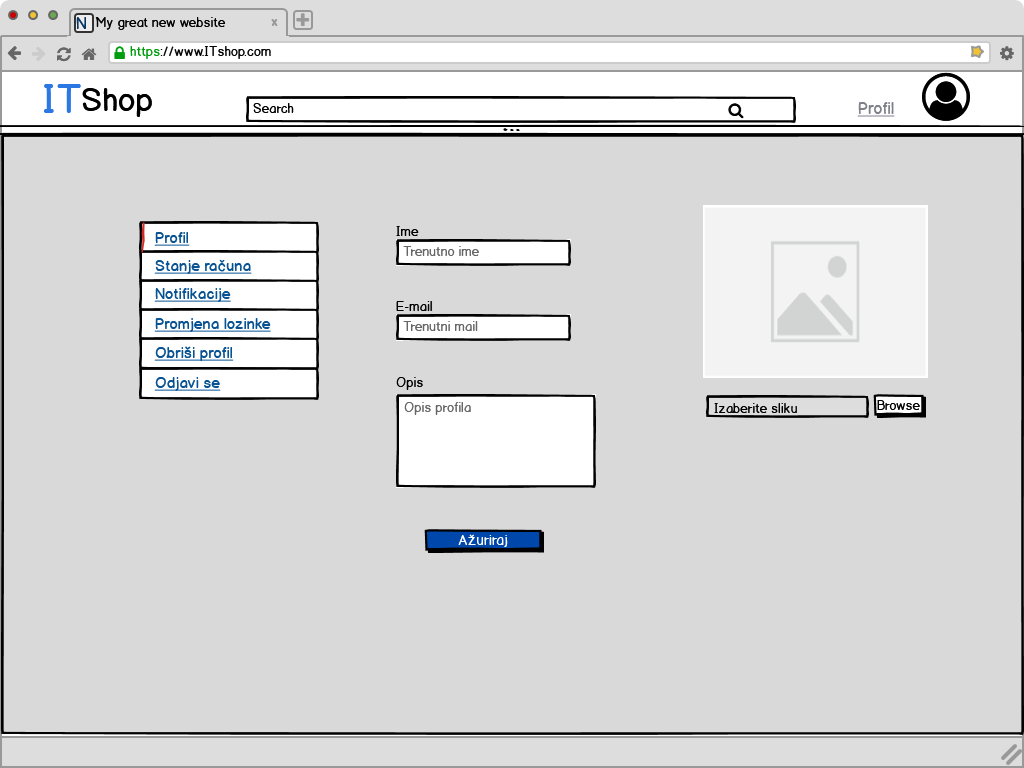 N My great new website x
https://www.ITshop.com
ITShop
Search
Profil
Profil
Stanje računa
Notifikacije
Promjena lozinke
Obriši profil
Odjavi se
Ime
Trenutno ime
E-mail
Trenutni mail
Opis
Opis profila
Ažuriraj
Izaberite sliku
Browse